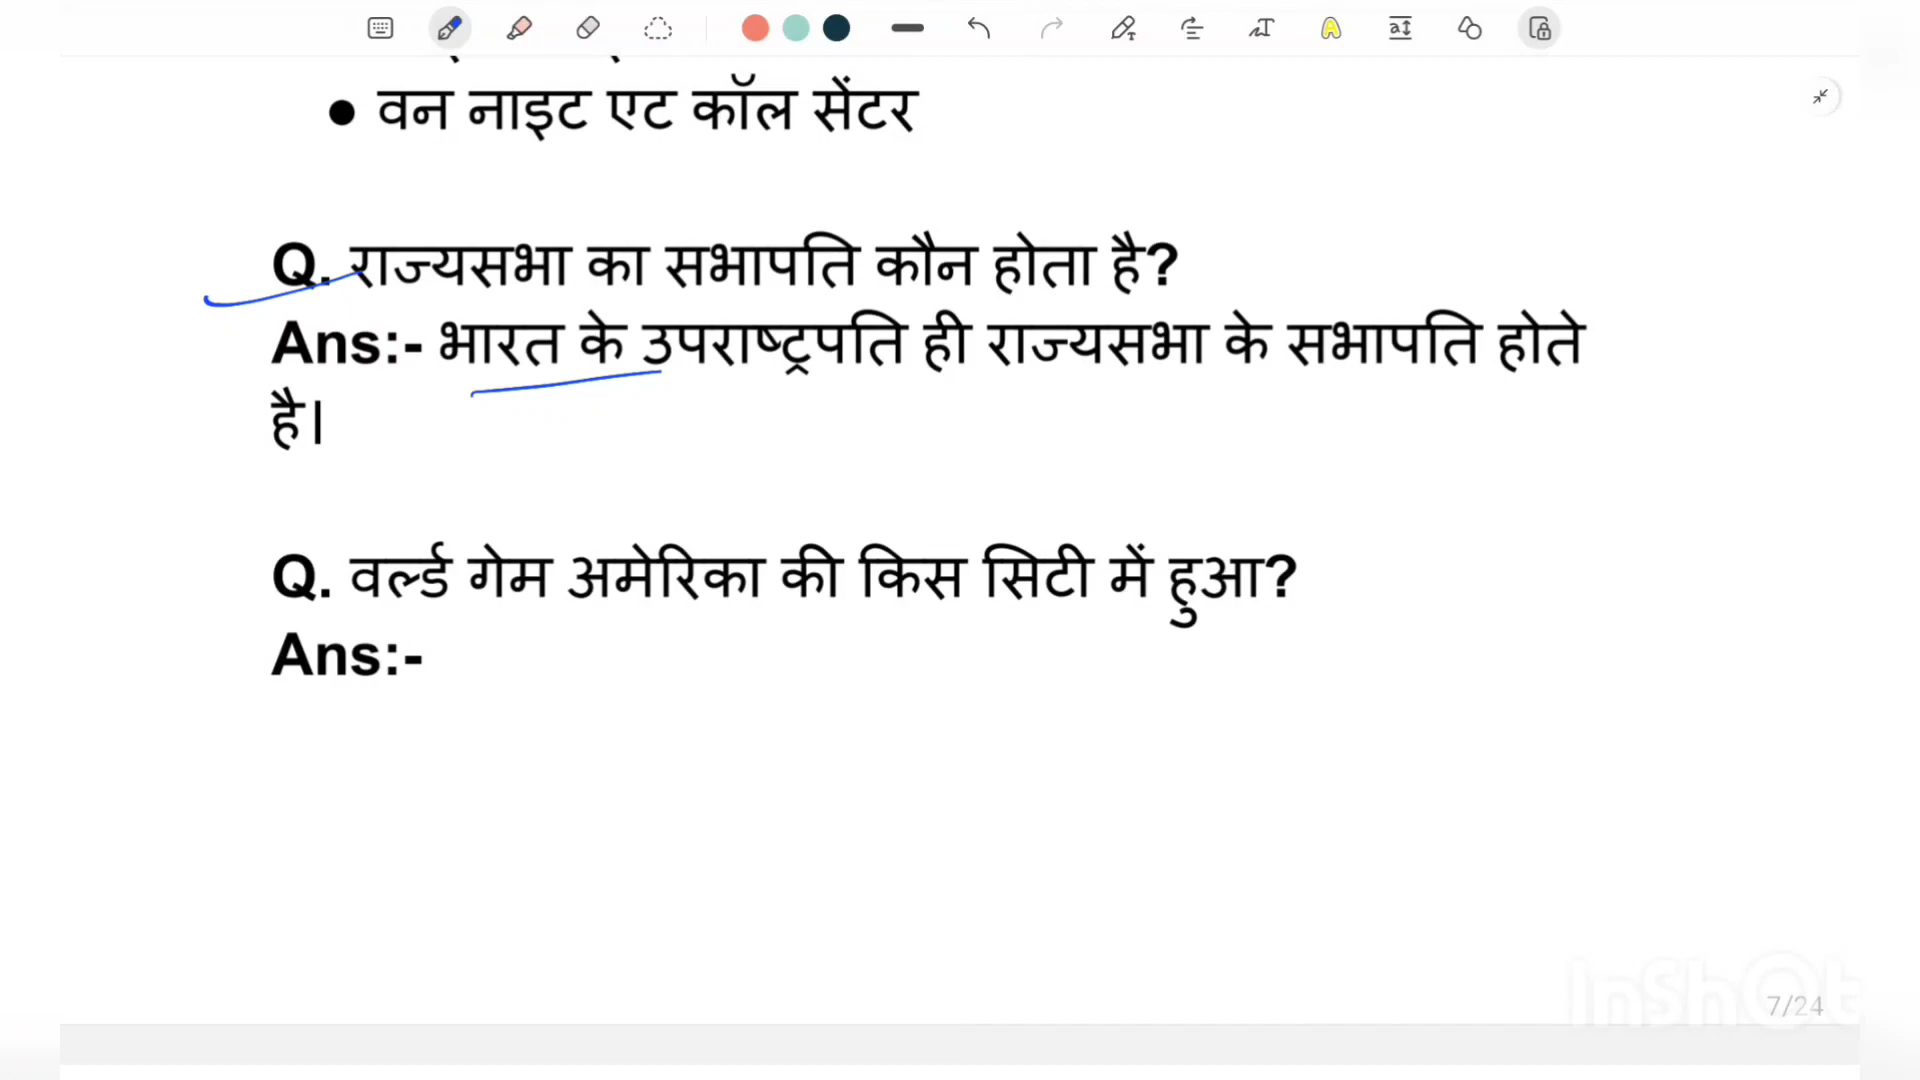 ● वन नाइट एट कॉल सेंटर
Q. राज्यसभा का सभापति कौन होता है?
Ans:- भारत के उपराष्ट्रपति ही राज्यसभा के सभापति होते
है।
Q. वर्ल्ड गेम अमेरिका की किस सिटी में हुआ?
Ans:-
InShOt
7/24